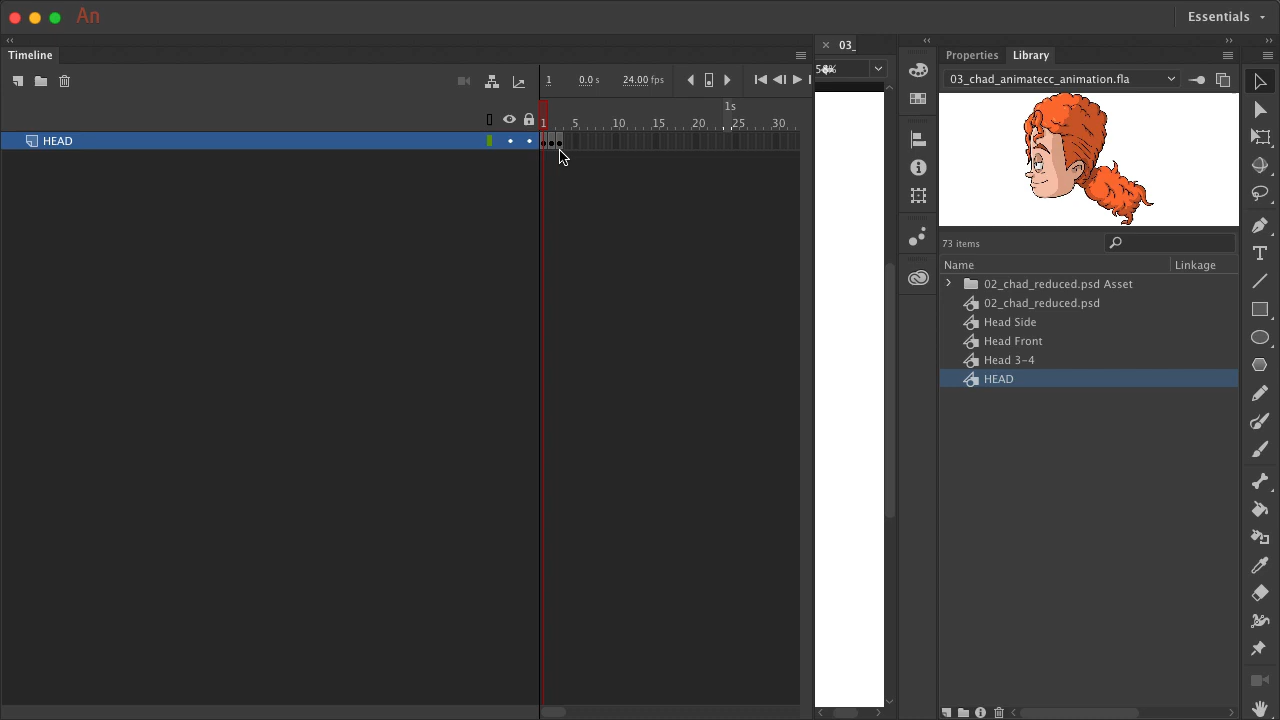 An
Essentials
Timeline
03_
Properties
Library
1
0.0 s
24.00 fps
03_chad_animatecc_animation.fla
1s
1
5
10
15
20
25
30
HEAD
73 items
Name
Linkage
02_chad_reduced.psd Asset
02_chad_reduced.psd
Head Side
Head Front
Head 3-4
HEAD